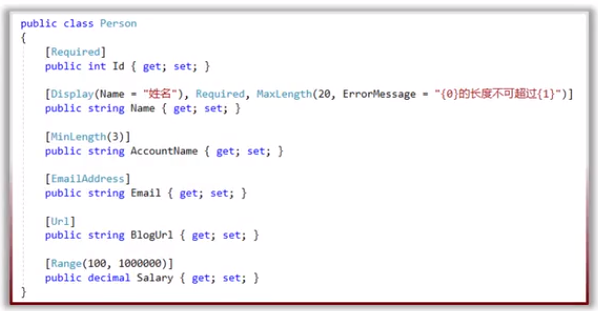 public class Person
{
[Required]
public int Id { get; set; }
[Display(Name = "姓名"), Required, MaxLength(20, ErrorMessage = "{0}的长度不可超过{1}")]
public string Name { get; set; }
[MinLength(3)]
public string AccountName { get; set; }
[EmailAddress]
public string Email { get; set; }
[Url]
public string BlogUrl { get; set; }
[Range(100, 1000000)]
public decimal Salary { get; set; }
}